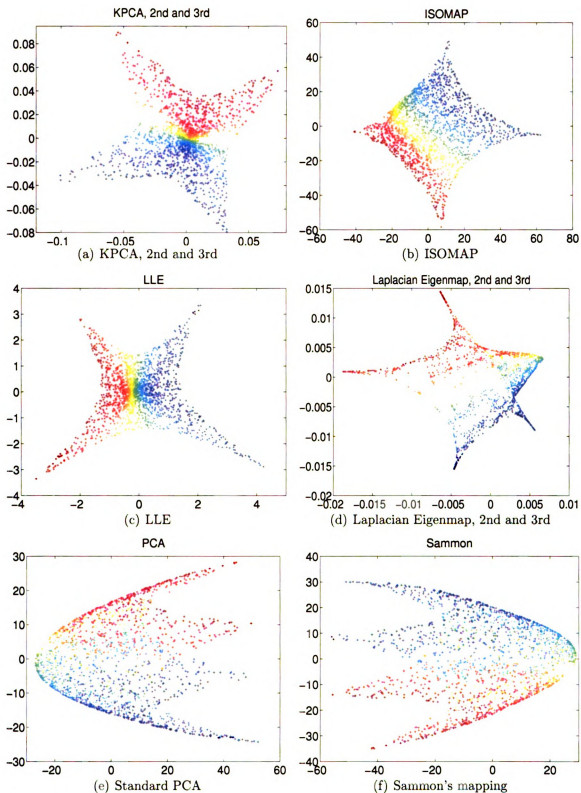 KPCA, 2nd and 3rd
0.08
0.06
0.04
0.02
0
−0.02
−0.04
−0.06
−0.08
−0.1 −0.05 0 0.05
(a) KPCA, 2nd and 3rd
ISOMAP
60
40
20
0
−20
−40
−60
−60 −40 −20 0 20 40 60 80
(b) ISOMAP
LLE
4
3
2
1
0
−1
−2
−3
−4
−4 −2 0 2 4
(c) LLE
Laplacian Eigenmap, 2nd and 3rd
0.015
0.01
0.005
0
−0.005
−0.01
−0.015
−0.02
−0.02 −0.015 −0.01 −0.005 0 0.005 0.01
(d) Laplacian Eigenmap, 2nd and 3rd
PCA
30
20
10
0
−10
−20
−30
−20 0 20 40 60
(e) Standard PCA
Sammon
40
30
20
10
0
−10
−20
−30
−40
−60 −40 −20 0 20
(f) Sammon's mapping